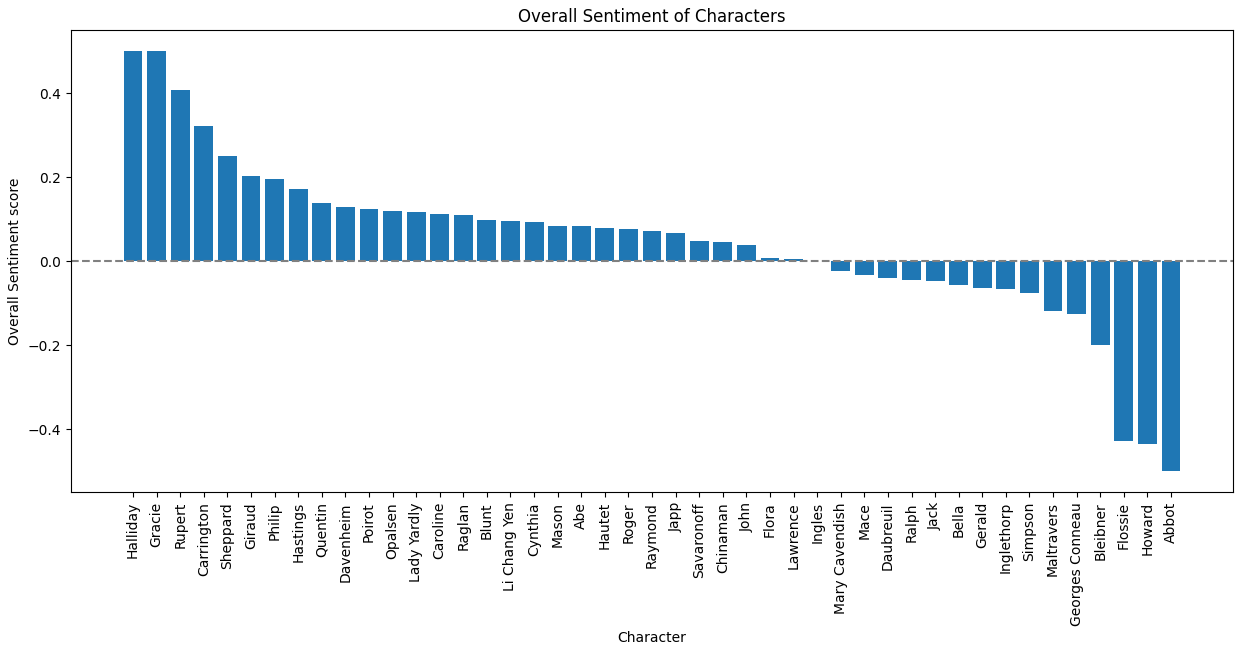 Overall Sentiment of Characters
Overall Sentiment score
0.4
0.2
0.0
−0.2
−0.4
Halliday
Gracie
Rupert
Carrington
Sheppard
Giraud
Philip
Hastings
Quentin
Davenheim
Poirot
Opalsen
Lady Yardly
Caroline
Raglan
Blunt
Li Chang Yen
Cynthia
Mason
Abe
Hautet
Roger
Raymond
Japp
Savaronoff
Chinaman
John
Flora
Lawrence
Ingles
Mary Cavendish
Mace
Daubreuil
Ralph
Jack
Bella
Gerald
Inglethorp
Simpson
Maltravers
Georges Conneau
Bleibner
Flossie
Howard
Abbot
Character